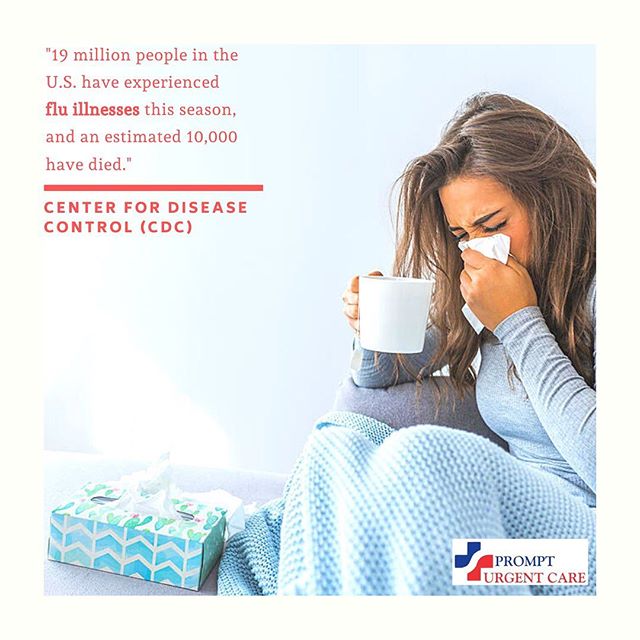 "19 million people in the
U.S. have experienced
flu illnesses this season,
and an estimated 10,000
have died."
CENTER FOR DISEASE
CONTROL (CDC)
PROMPT
URGENT CARE